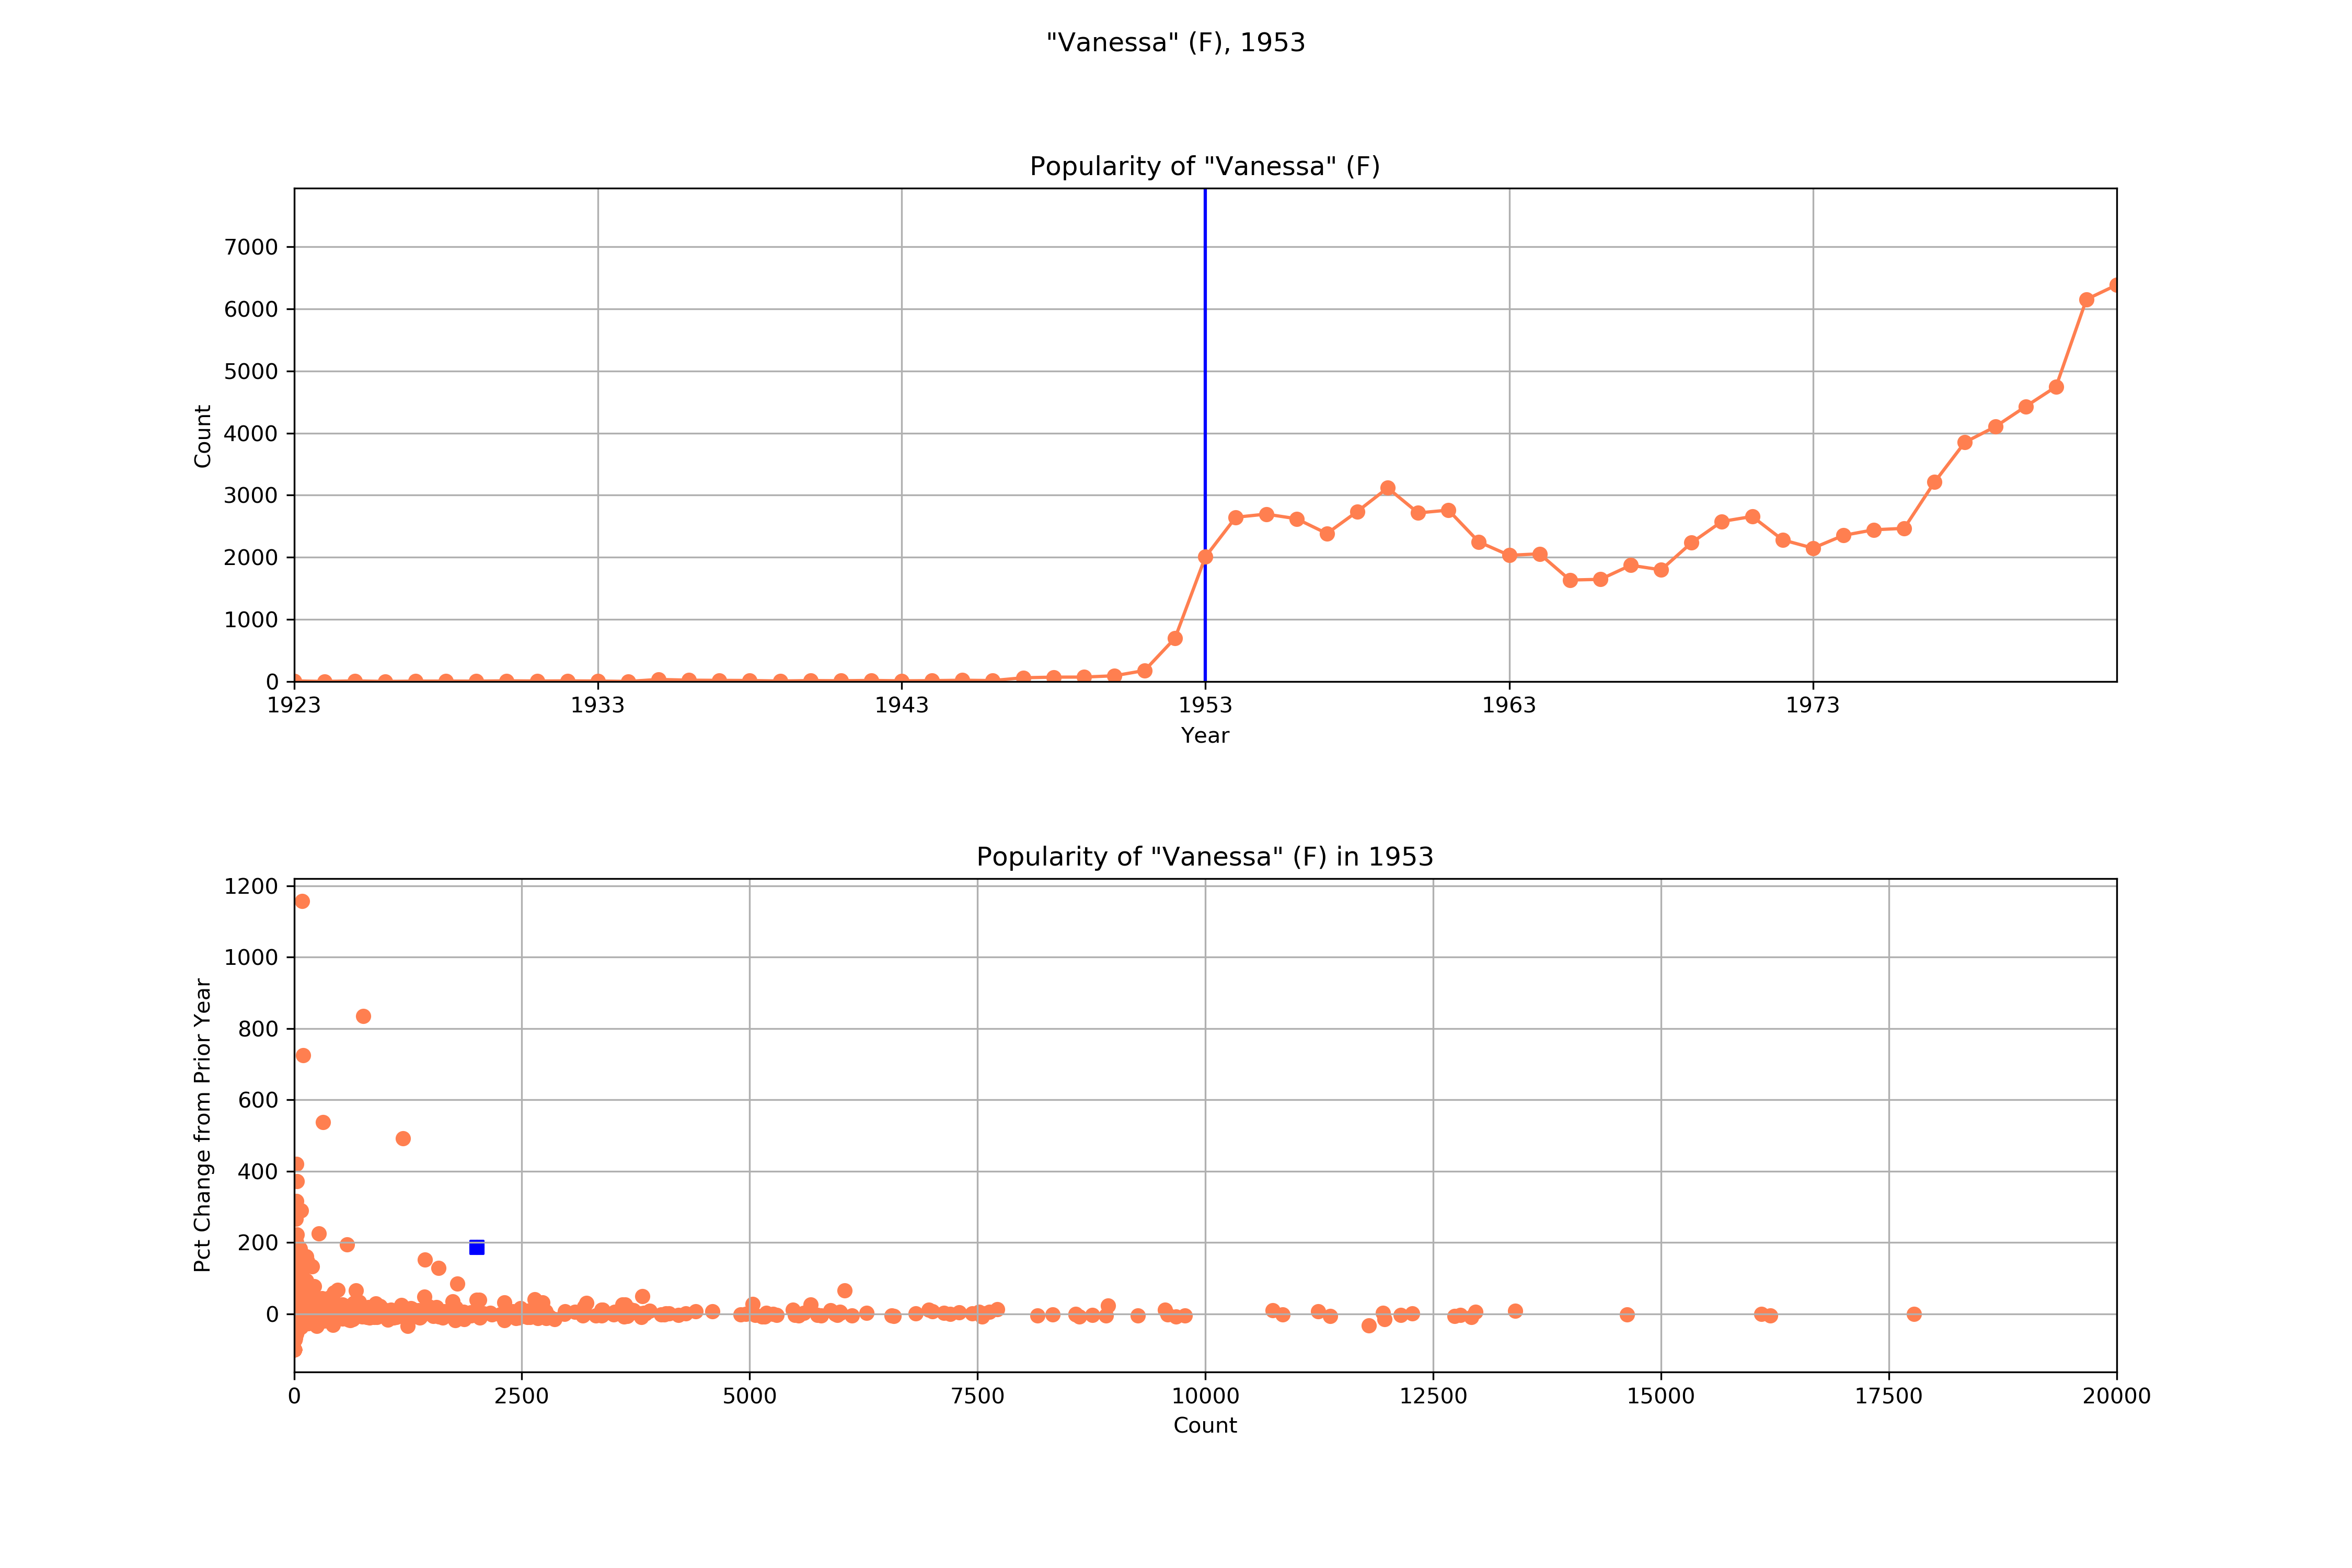 "Vanessa" (F), 1953
Popularity of "Vanessa" (F)
7000
6000
5000
4000
3000
2000
1000
0
Count
1923 1933 1943 1953 1963 1973
Year
Popularity of "Vanessa" (F) in 1953
1200
1000
800
600
400
200
0
Pct Change from Prior Year
0 2500 5000 7500 10000 12500 15000 17500 20000
Count